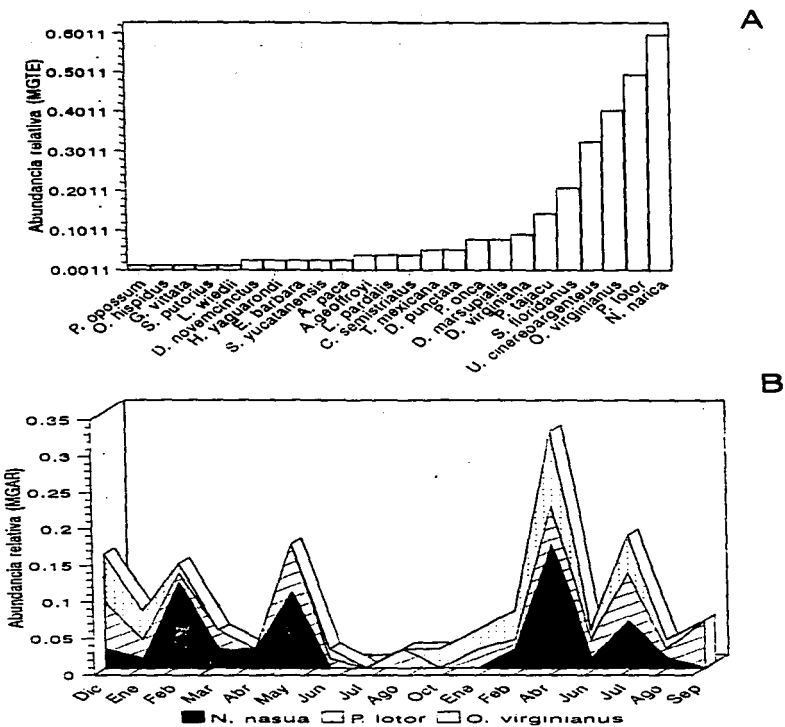 A
Abundancia relativa (MGTE)
0.6011
0.5011
0.4011
0.3011
0.2011
0.1011
0.0011
P. opossum
O. hispidus
G. vittata
S. putorius
L. wiedii
D. novemcinctus
H. yaguarondi
E. barbara
S. yucatanensis
A. paca
A.geoffroyi
L. pardalis
C. semistriatus
T. mexicana
D. punctata
P. onca
D. marsupialis
D. virginiana
P. tajacu
S. floridanus
U. cinereoargenteus
O. virginianus
P. lotor
N. narica
B
Abundancia relativa (MGAR)
0.35
0.3
0.25
0.2
0.15
0.1
0.05
0
Dic Ene Feb Mar Abr May Jun Jul Ago Oct Ene Feb Abr Jun Jul Ago Sep
N. nasua P. lotor O. virginianus